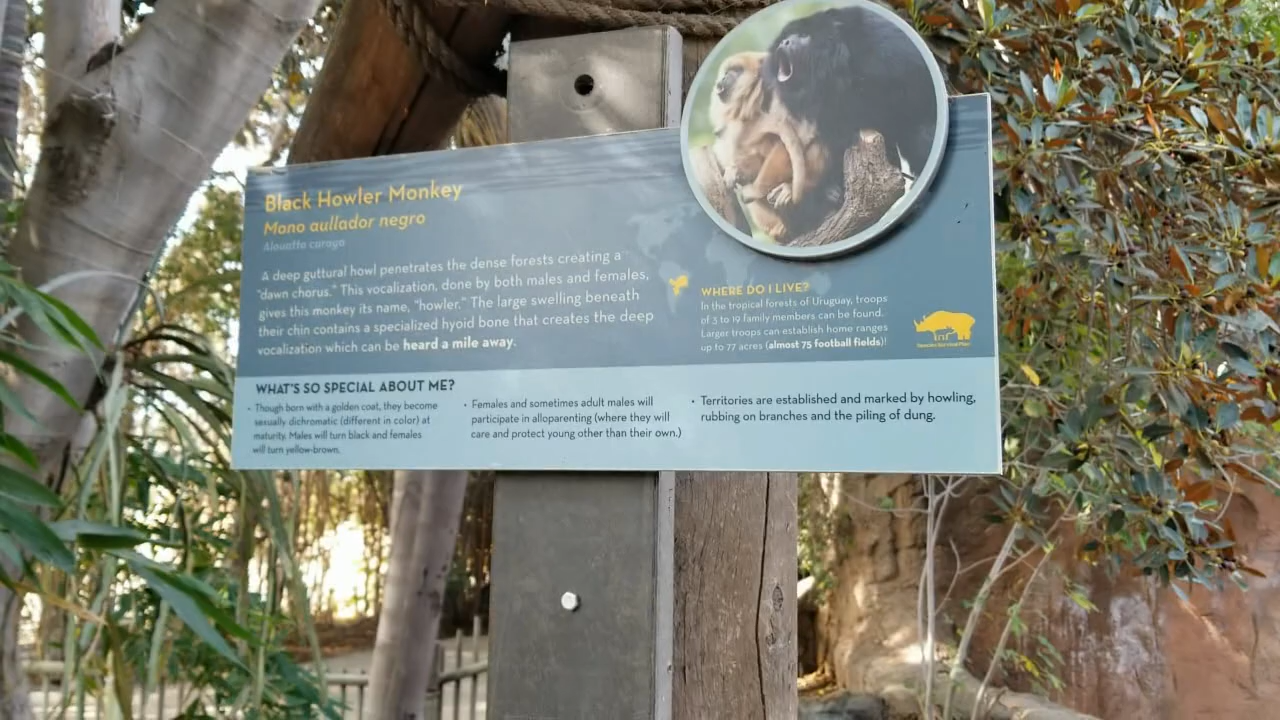 Black Howler Monkey
Mono aullador negro
Alouatta caraya
A deep guttural howl penetrates the dense forests creating a
"dawn chorus." This vocalization, done by both males and females,
gives this monkey its name, "howler." The large swelling beneath
their chin contains a specialized hyoid bone that creates the deep
vocalization which can be heard a mile away.
WHERE DO I LIVE?
In the tropical forests of Uruguay, troops
of 3 to 19 family members can be found.
Larger troops can establish home ranges
up to 77 acres (almost 75 football fields)!
Species Survival Plan
WHAT'S SO SPECIAL ABOUT ME?
• Though born with a golden coat, they become
sexually dichromatic (different in color) at
maturity. Males will turn black and females
will turn yellow-brown.
• Females and sometimes adult males will
participate in alloparenting (where they will
care and protect young other than their own.)
• Territories are established and marked by howling,
rubbing on branches and the piling of dung.